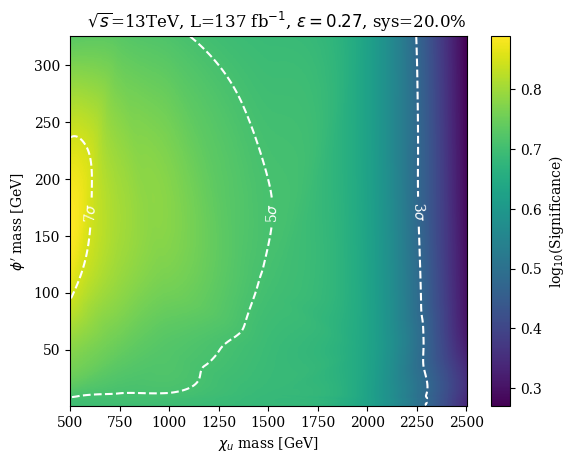 √s=13TeV, L=137 fb⁻¹, ε = 0.27, sys=20.0%
300
250
200
150
100
50
ϕ′ mass [GeV]
7σ
5σ
3σ
500 750 1000 1250 1500 1750 2000 2250 2500
χᵤ mass [GeV]
0.8
0.7
0.6
0.5
0.4
0.3
log₁₀(Significance)